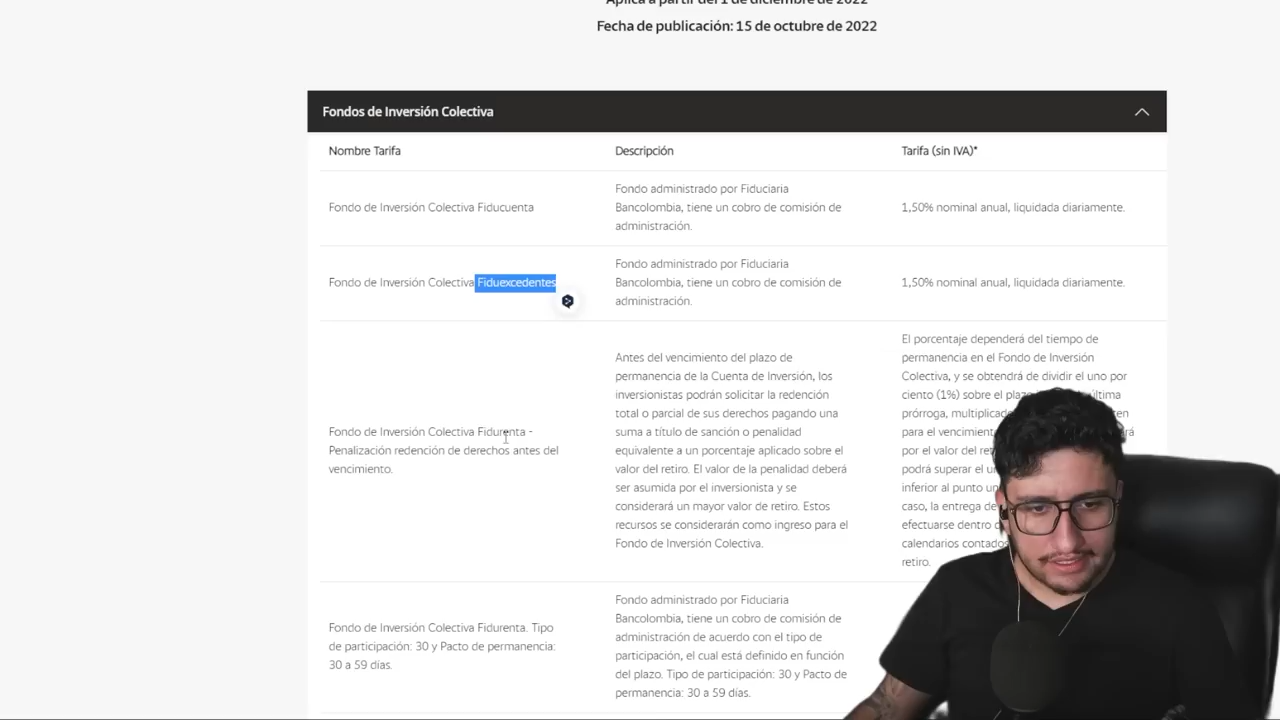 Aplica a partir del 1 de diciembre de 2022
Fecha de publicación: 15 de octubre de 2022
Fondos de Inversión Colectiva
Nombre Tarifa
Descripción
Tarifa (sin IVA)*
Fondo de Inversión Colectiva Fiducuenta
Fondo administrado por Fiduciaria
Bancolombia, tiene un cobro de comisión de
administración.
1,50% nominal anual, liquidada diariamente.
Fondo de Inversión Colectiva Fiduexcedentes
Fondo administrado por Fiduciaria
Bancolombia, tiene un cobro de comisión de
administración.
1,50% nominal anual, liquidada diariamente.
Fondo de Inversión Colectiva Fidurenta -
Penalización redención de derechos antes del
vencimiento.
Antes del vencimiento del plazo de
permanencia de la Cuenta de Inversión, los
inversionistas podrán solicitar la redención
total o parcial de sus derechos pagando una
suma a título de sanción o penalidad
equivalente a un porcentaje aplicado sobre el
valor del retiro. El valor de la penalidad deberá
ser asumida por el inversionista y se
considerará un mayor valor de retiro. Estos
recursos se considerarán como ingreso para el
Fondo de Inversión Colectiva.
El porcentaje dependerá del tiempo de
permanencia en el Fondo de Inversión
Colectiva, y se obtendrá de dividir el uno por
ciento (1%) sobre el plazo última
prórroga,
para el vencimiento
por el valor del
podrá superar el
inferior al punto
caso, la entrega de
efectuarse dentro
calendarios contados
retiro.
Fondo de Inversión Colectiva Fidurenta. Tipo
de participación: 30 y Pacto de permanencia:
30 a 59 días.
Fondo administrado por Fiduciaria
Bancolombia, tiene un cobro de comisión de
administración de acuerdo con el tipo de
participación, el cual está definido en función
del plazo. Tipo de participación: 30 y Pacto de
permanencia: 30 a 59 días.